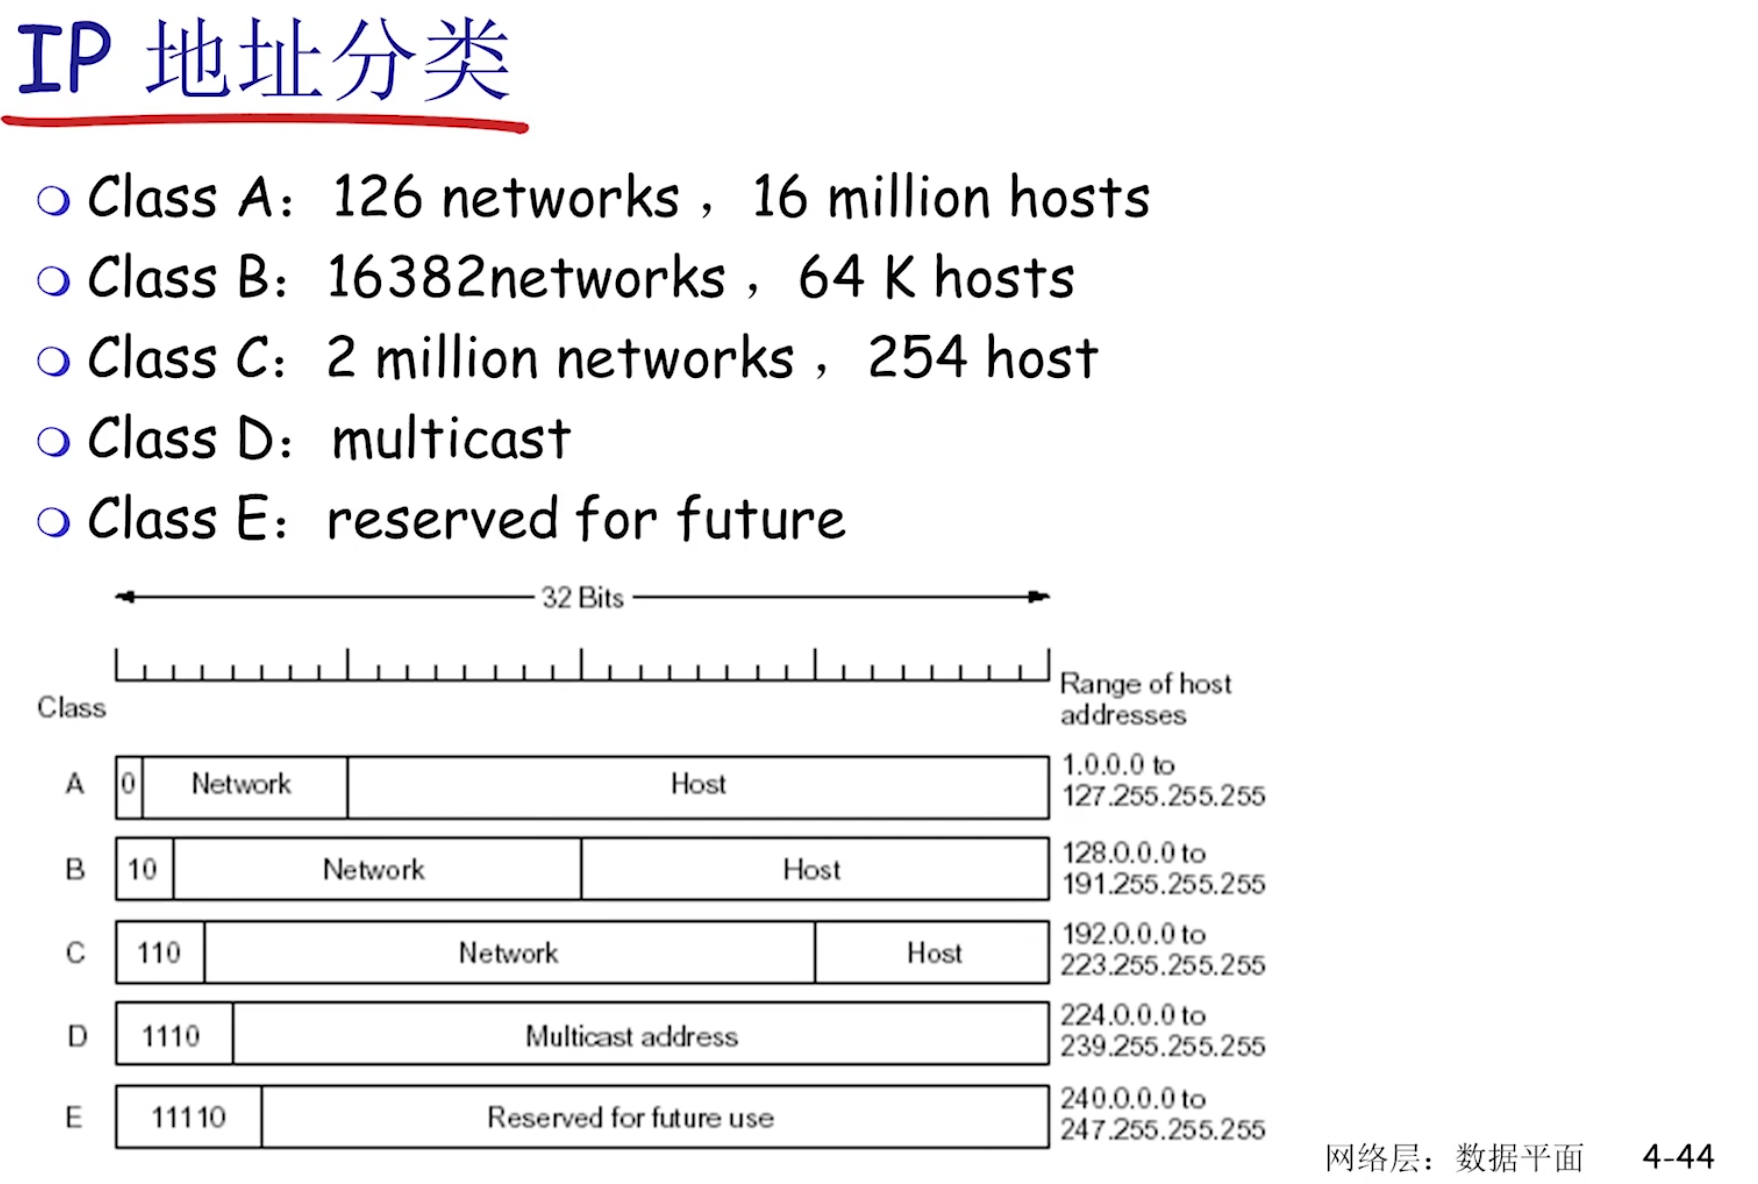 IP 地址分类
Class A：126 networks，16 million hosts
Class B：16382networks，64 K hosts
Class C：2 million networks，254 host
Class D：multicast
Class E：reserved for future
32 Bits
Class
Range of host
addresses
A
0
Network
Host
1.0.0.0 to
127.255.255.255
B
10
Network
Host
128.0.0.0 to
191.255.255.255
C
110
Network
Host
192.0.0.0 to
223.255.255.255
D
1110
Multicast address
224.0.0.0 to
239.255.255.255
E
11110
Reserved for future use
240.0.0.0 to
247.255.255.255
网络层：数据平面 4-44